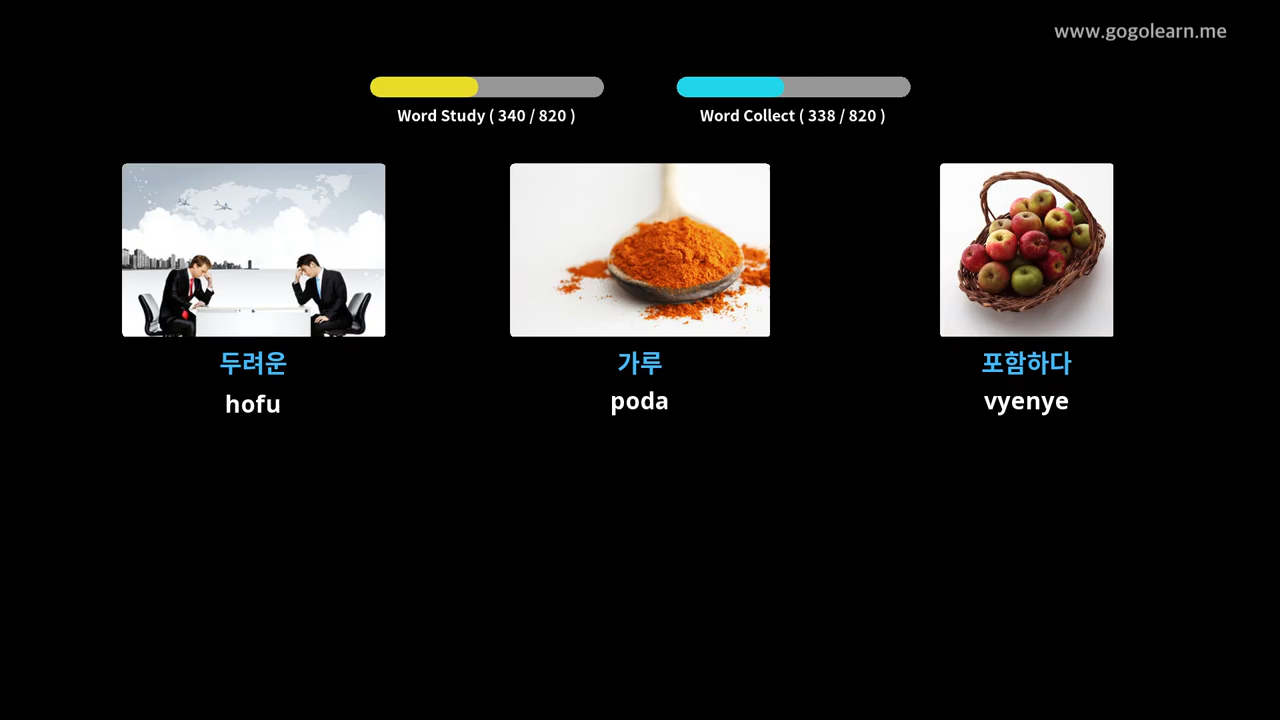 www.gogolearn.me
Word Study ( 340 / 820 )
Word Collect ( 338 / 820 )
두려운
가루
포함하다
hofu
poda
vyenye